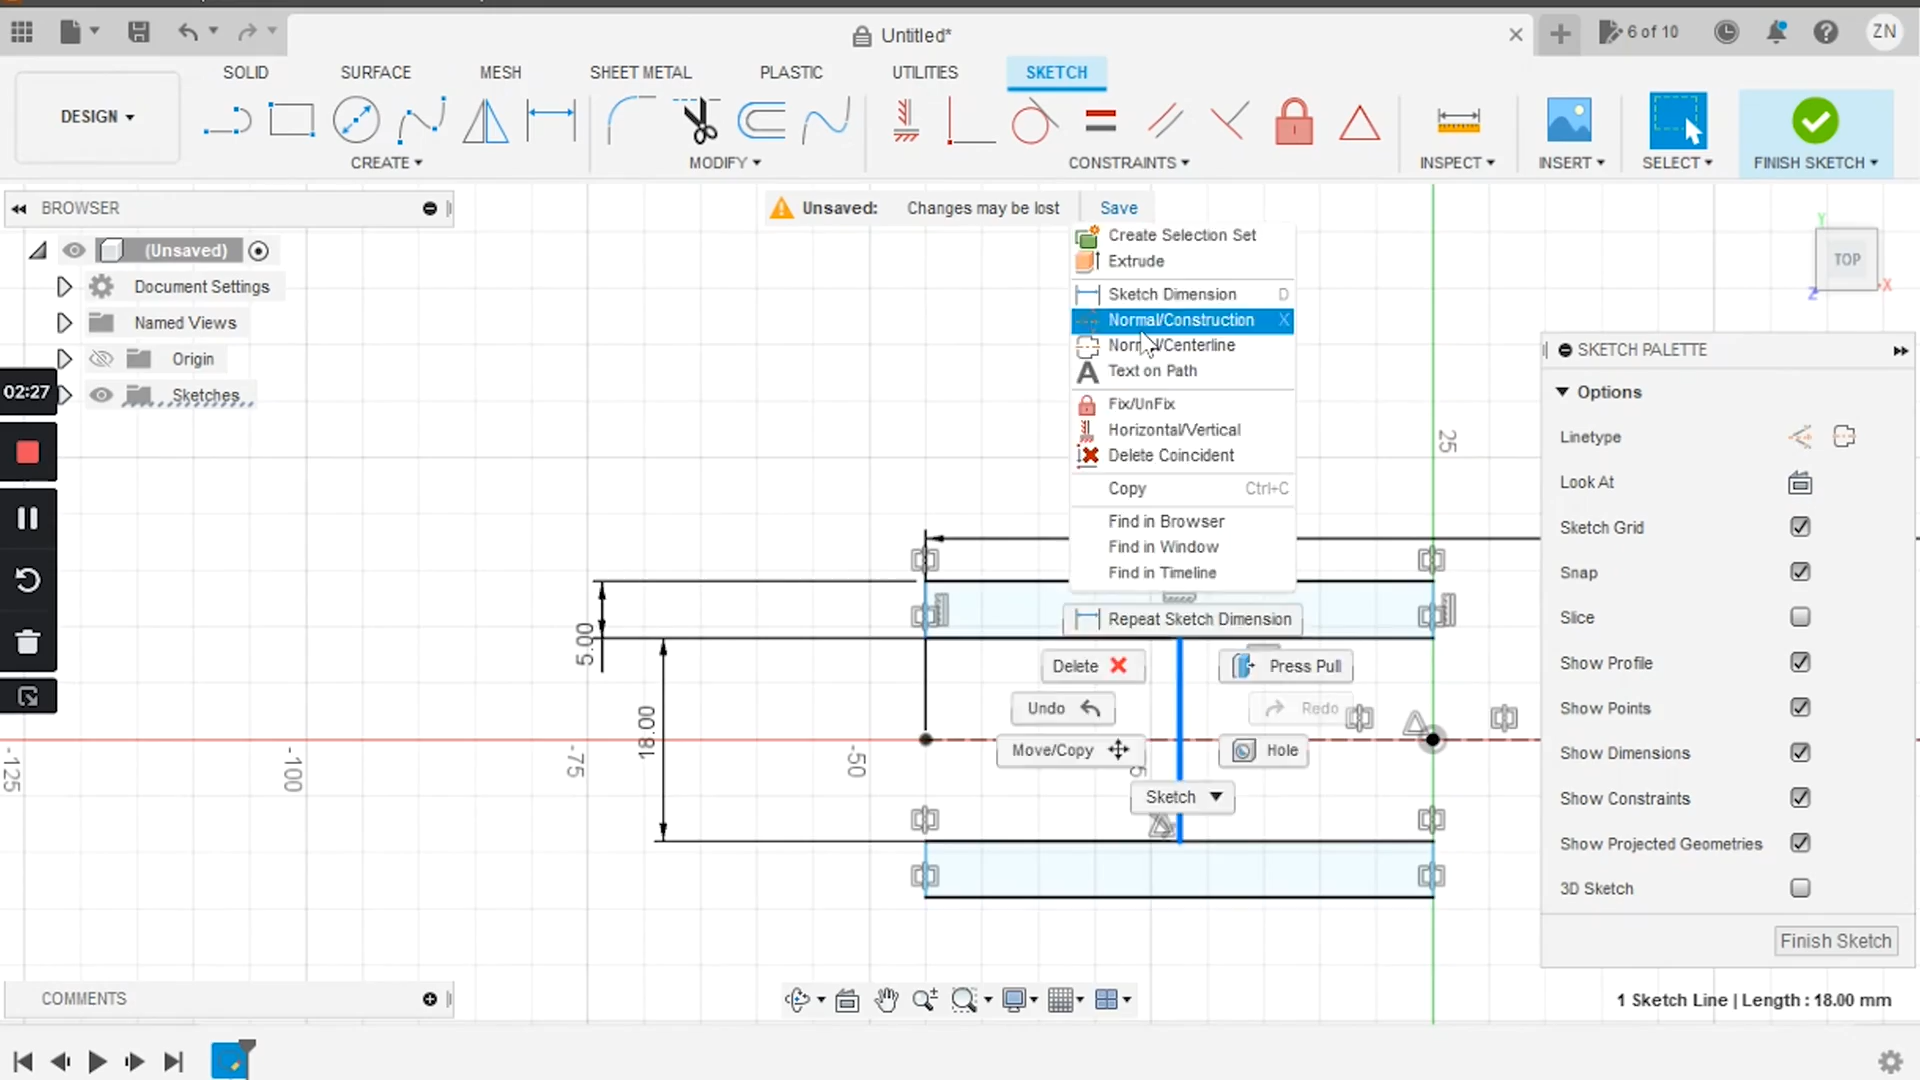 Untitled*
6 of 10
ZN
DESIGN
SOLID
SURFACE
MESH
SHEET METAL
PLASTIC
UTILITIES
SKETCH
CREATE
MODIFY
CONSTRAINTS
INSPECT
INSERT
SELECT
FINISH SKETCH
BROWSER
Unsaved: Changes may be lost
Save
(Unsaved)
Document Settings
Named Views
Origin
Sketches
02:27
Create Selection Set
Extrude
Sketch Dimension D
Normal/Construction X
Normal/Centerline
Text on Path
Fix/UnFix
Horizontal/Vertical
Delete Coincident
Copy Ctrl+C
Find in Browser
Find in Window
Find in Timeline
Repeat Sketch Dimension
Delete
Press Pull
Undo
Redo
Move/Copy
Hole
Sketch
Y
TOP
X
Z
25
5.00
18.00
-125
-100
-75
-50
SKETCH PALETTE
Options
Linetype
Look At
Sketch Grid
Snap
Slice
Show Profile
Show Points
Show Dimensions
Show Constraints
Show Projected Geometries
3D Sketch
Finish Sketch
COMMENTS
1 Sketch Line | Length : 18.00 mm